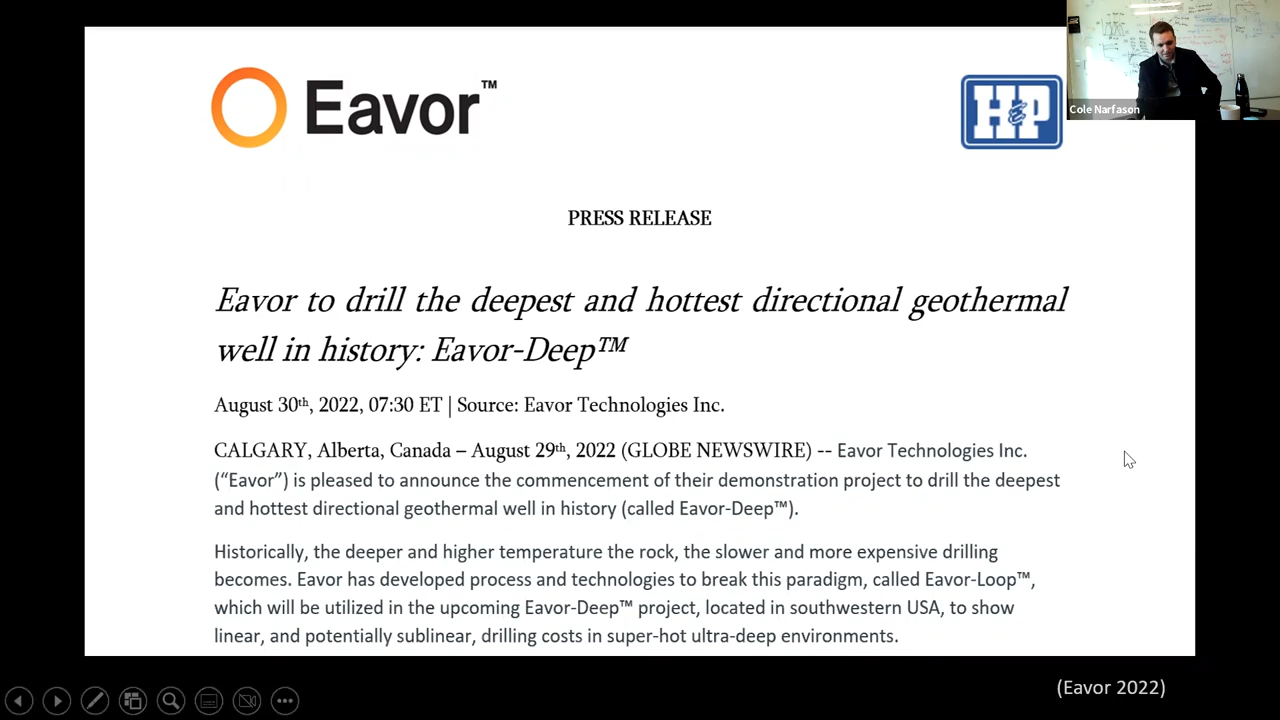 Eavor™
H&P
Cole Narfason
PRESS RELEASE
Eavor to drill the deepest and hottest directional geothermal
well in history: Eavor-Deep™
August 30th, 2022, 07:30 ET | Source: Eavor Technologies Inc.
CALGARY, Alberta, Canada – August 29th, 2022 (GLOBE NEWSWIRE) -- Eavor Technologies Inc.
(“Eavor”) is pleased to announce the commencement of their demonstration project to drill the deepest
and hottest directional geothermal well in history (called Eavor-Deep™).
Historically, the deeper and higher temperature the rock, the slower and more expensive drilling
becomes. Eavor has developed process and technologies to break this paradigm, called Eavor-Loop™,
which will be utilized in the upcoming Eavor-Deep™ project, located in southwestern USA, to show
linear, and potentially sublinear, drilling costs in super-hot ultra-deep environments.
(Eavor 2022)